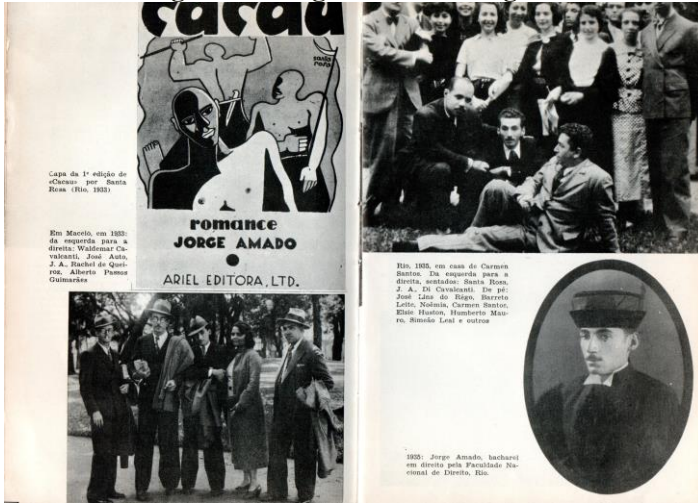 cacau
santa
rosa
Capa da 1ª edição de
«Cacau» por Santa
Rosa (Rio, 1933)
romance
JORGE AMADO
ARIEL EDITORA, LTD.
Em Maceió, em 1933:
da esquerda para a
direita: Waldemar Ca-
valcanti, José Auto,
J. A., Rachel de Quei-
roz, Alberto Passos
Guimarães
Rio, 1935, em casa de Carmen
Santos. Da esquerda para a
direita, sentados: Santa Rosa,
J. A., Di Cavalcanti. De pé:
José Lins do Rêgo, Barreto
Leite, Noêmia, Carmen Santos,
Elsie Huston, Humberto Mau-
ro, Simeão Leal e outros
1935: Jorge Amado, bacharel
em direito pela Faculdade Na-
cional de Direito, Rio.